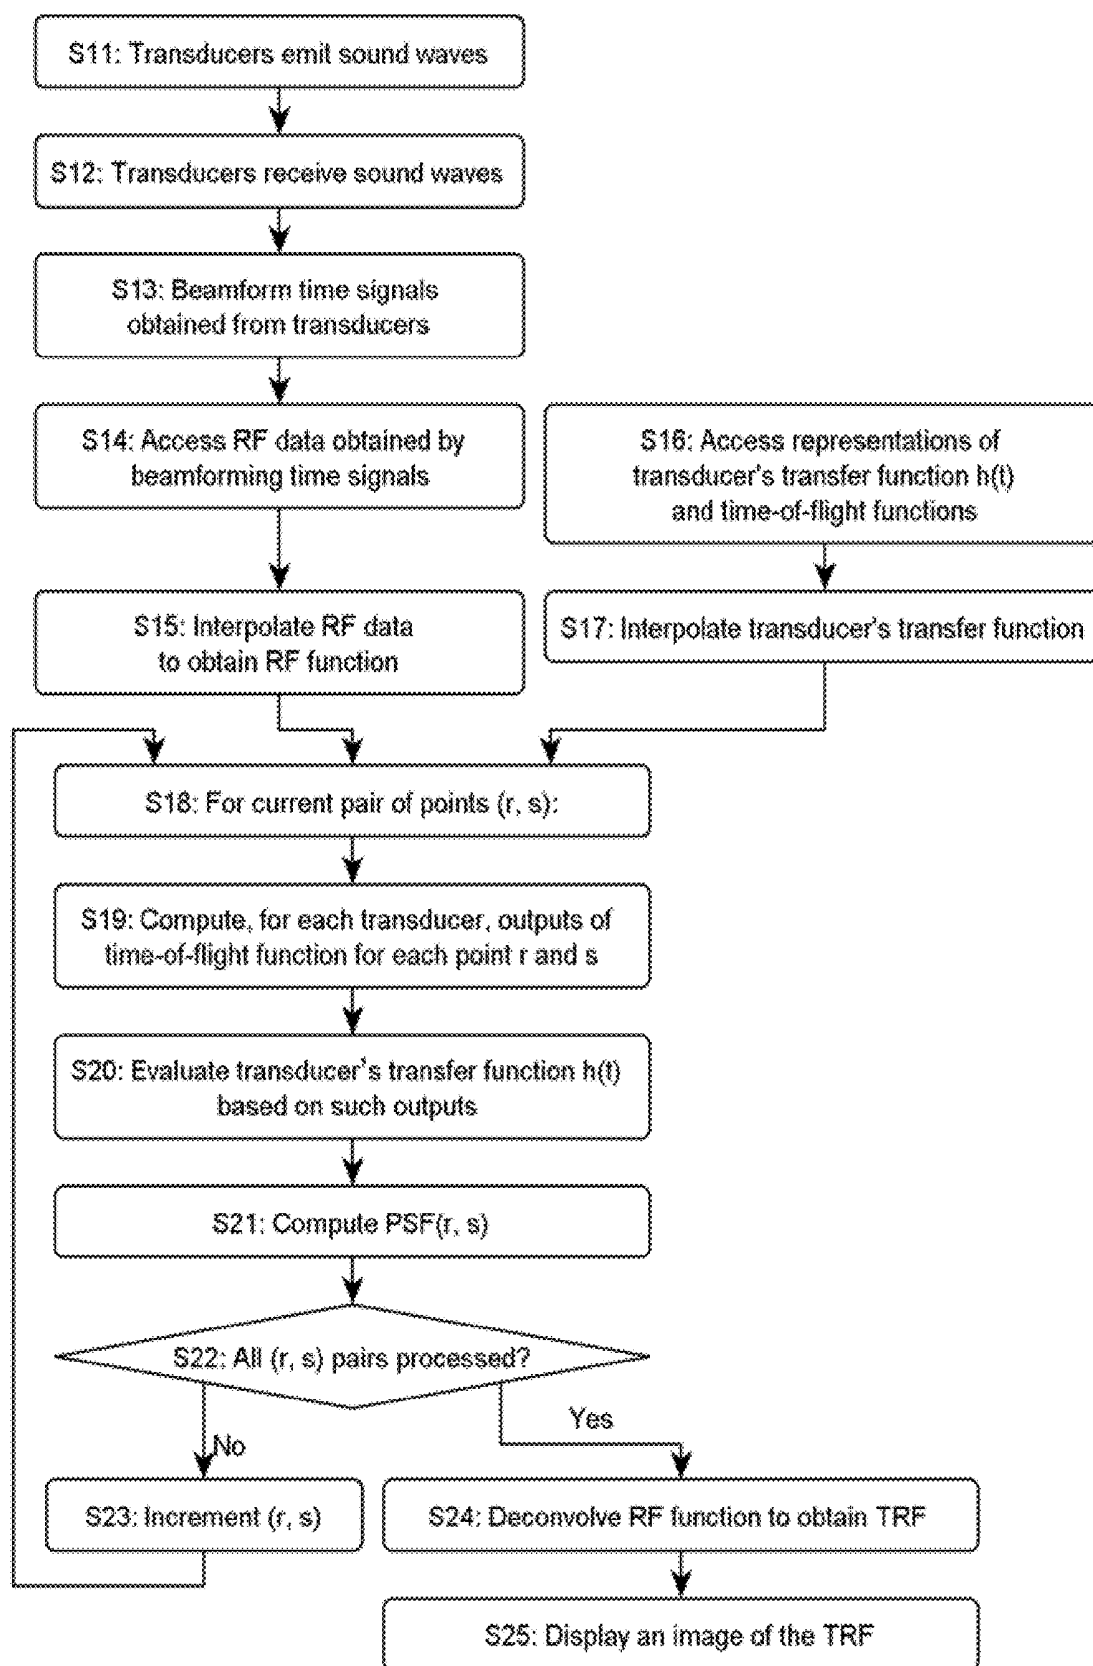 S11: Transducers emit sound waves
S12: Transducers receive sound waves
S13: Beamform time signals
obtained from transducers
S14: Access RF data obtained by
beamforming time signals
S16: Access representations of
transducer's transfer function h(t)
and time-of-flight functions
S15: Interpolate RF data
to obtain RF function
S17: Interpolate transducer's transfer function
S18: For current pair of points (r, s):
S19: Compute, for each transducer, outputs of
time-of-flight function for each point r and s
S20: Evaluate transducer's transfer function h(t)
based on such outputs
S21: Compute PSF(r, s)
S22: All (r, s) pairs processed?
No
Yes
S23: Increment (r, s)
S24: Deconvolve RF function to obtain TRF
S25: Display an image of the TRF